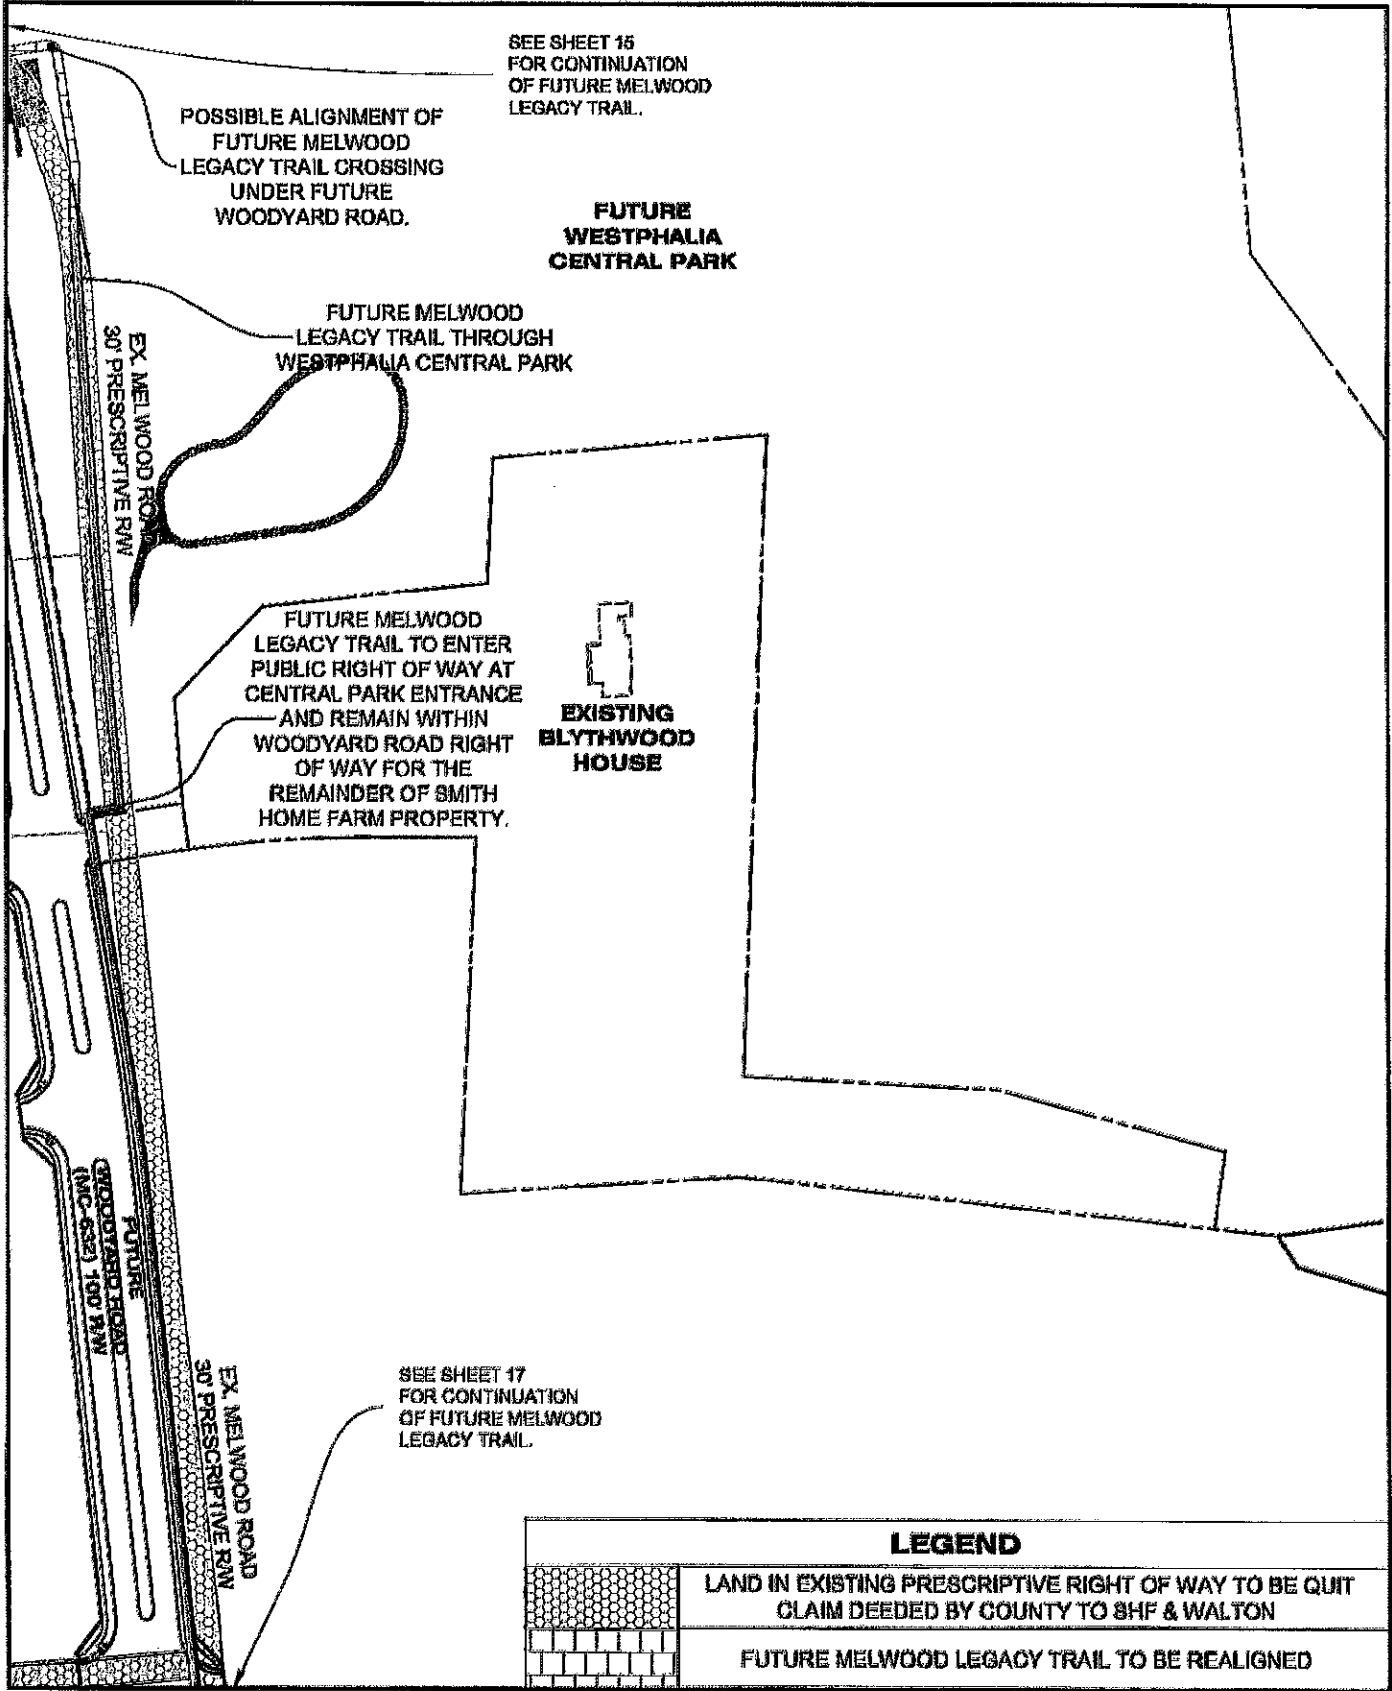 SEE SHEET 15
FOR CONTINUATION
OF FUTURE MELWOOD
LEGACY TRAIL.
POSSIBLE ALIGNMENT OF
FUTURE MELWOOD
LEGACY TRAIL CROSSING
UNDER FUTURE
WOODYARD ROAD.
FUTURE
WESTPHALIA
CENTRAL PARK
FUTURE MELWOOD
LEGACY TRAIL THROUGH
WESTPHALIA CENTRAL PARK
EX. MELWOOD ROAD
30' PRESCRIPTIVE R/W
FUTURE MELWOOD
LEGACY TRAIL TO ENTER
PUBLIC RIGHT OF WAY AT
CENTRAL PARK ENTRANCE
AND REMAIN WITHIN
WOODYARD ROAD RIGHT
OF WAY FOR THE
REMAINDER OF SMITH
HOME FARM PROPERTY.
EXISTING
BLYTHWOOD
HOUSE
FUTURE
WOODYARD ROAD
(MC-632) 100' R/W
EX. MELWOOD ROAD
30' PRESCRIPTIVE R/W
SEE SHEET 17
FOR CONTINUATION
OF FUTURE MELWOOD
LEGACY TRAIL.
LEGEND
LAND IN EXISTING PRESCRIPTIVE RIGHT OF WAY TO BE QUIT
CLAIM DEEDED BY COUNTY TO SHF & WALTON
FUTURE MELWOOD LEGACY TRAIL TO BE REALIGNED